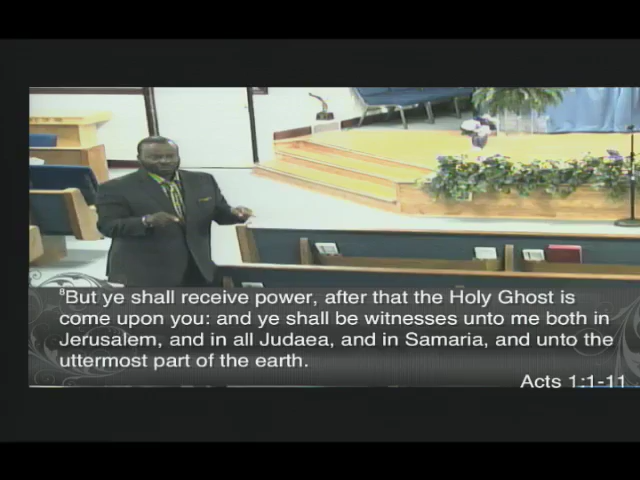 ⁸But ye shall receive power, after that the Holy Ghost is
come upon you: and ye shall be witnesses unto me both in
Jerusalem, and in all Judaea, and in Samaria, and unto the
uttermost part of the earth.
Acts 1:1-11